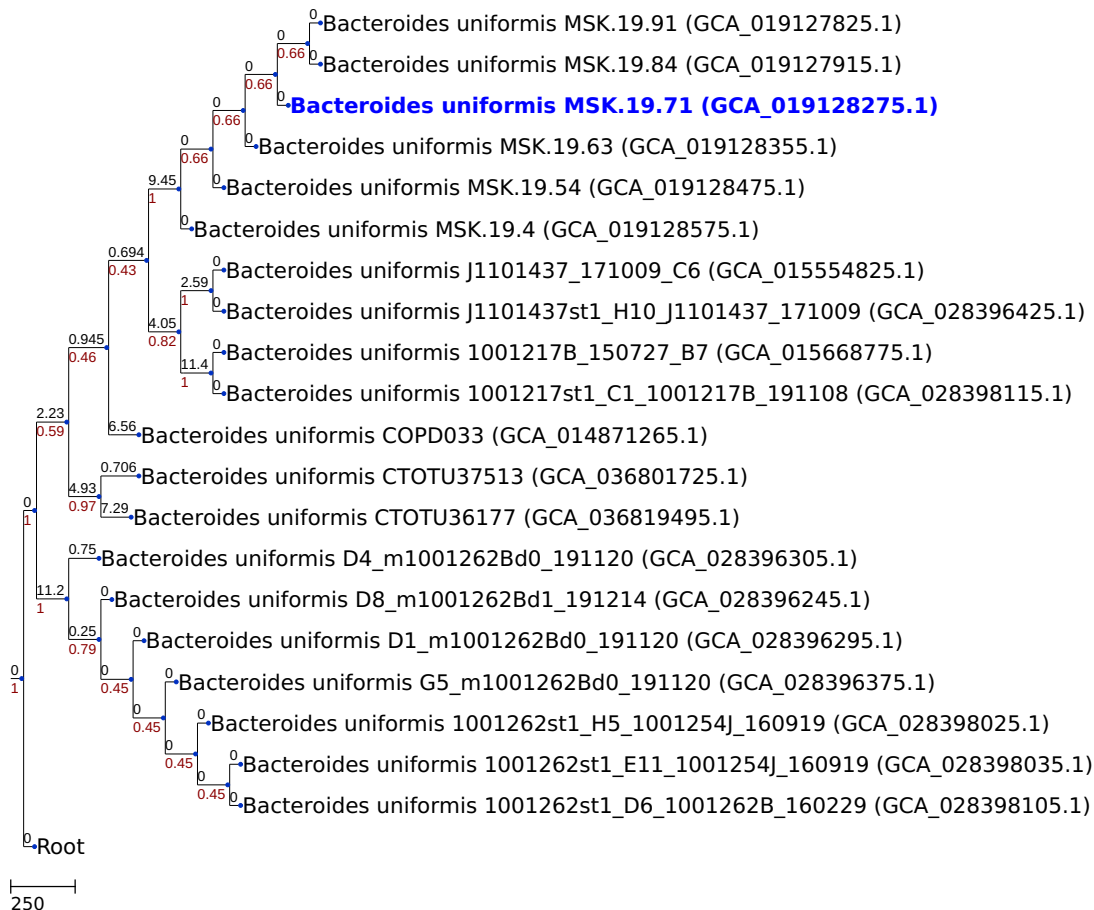 0
Bacteroides uniformis MSK.19.91 (GCA_019127825.1)
0
0.66
0
Bacteroides uniformis MSK.19.84 (GCA_019127915.1)
0
0.66
0
Bacteroides uniformis MSK.19.71 (GCA_019128275.1)
0
0.66
0
Bacteroides uniformis MSK.19.63 (GCA_019128355.1)
0
0.66
0
Bacteroides uniformis MSK.19.54 (GCA_019128475.1)
9.45
1
0
Bacteroides uniformis MSK.19.4 (GCA_019128575.1)
0.694
0.43
0
Bacteroides uniformis J1101437_171009_C6 (GCA_015554825.1)
2.59
1
0
Bacteroides uniformis J1101437st1_H10_J1101437_171009 (GCA_028396425.1)
4.05
0.82
0
Bacteroides uniformis 1001217B_150727_B7 (GCA_015668775.1)
11.4
1
0
Bacteroides uniformis 1001217st1_C1_1001217B_191108 (GCA_028398115.1)
0.945
0.46
6.56
Bacteroides uniformis COPD033 (GCA_014871265.1)
2.23
0.59
0.706
Bacteroides uniformis CTOTU37513 (GCA_036801725.1)
4.93
0.97
7.29
Bacteroides uniformis CTOTU36177 (GCA_036819495.1)
0
1
0.75
Bacteroides uniformis D4_m1001262Bd0_191120 (GCA_028396305.1)
11.2
1
0
Bacteroides uniformis D8_m1001262Bd1_191214 (GCA_028396245.1)
0.25
0.79
0
Bacteroides uniformis D1_m1001262Bd0_191120 (GCA_028396295.1)
0
0.45
0
Bacteroides uniformis G5_m1001262Bd0_191120 (GCA_028396375.1)
0
0.45
0
Bacteroides uniformis 1001262st1_H5_1001254J_160919 (GCA_028398025.1)
0
0.45
0
Bacteroides uniformis 1001262st1_E11_1001254J_160919 (GCA_028398035.1)
0
0.45
0
Bacteroides uniformis 1001262st1_D6_1001262B_160229 (GCA_028398105.1)
0
1
0
Root
250